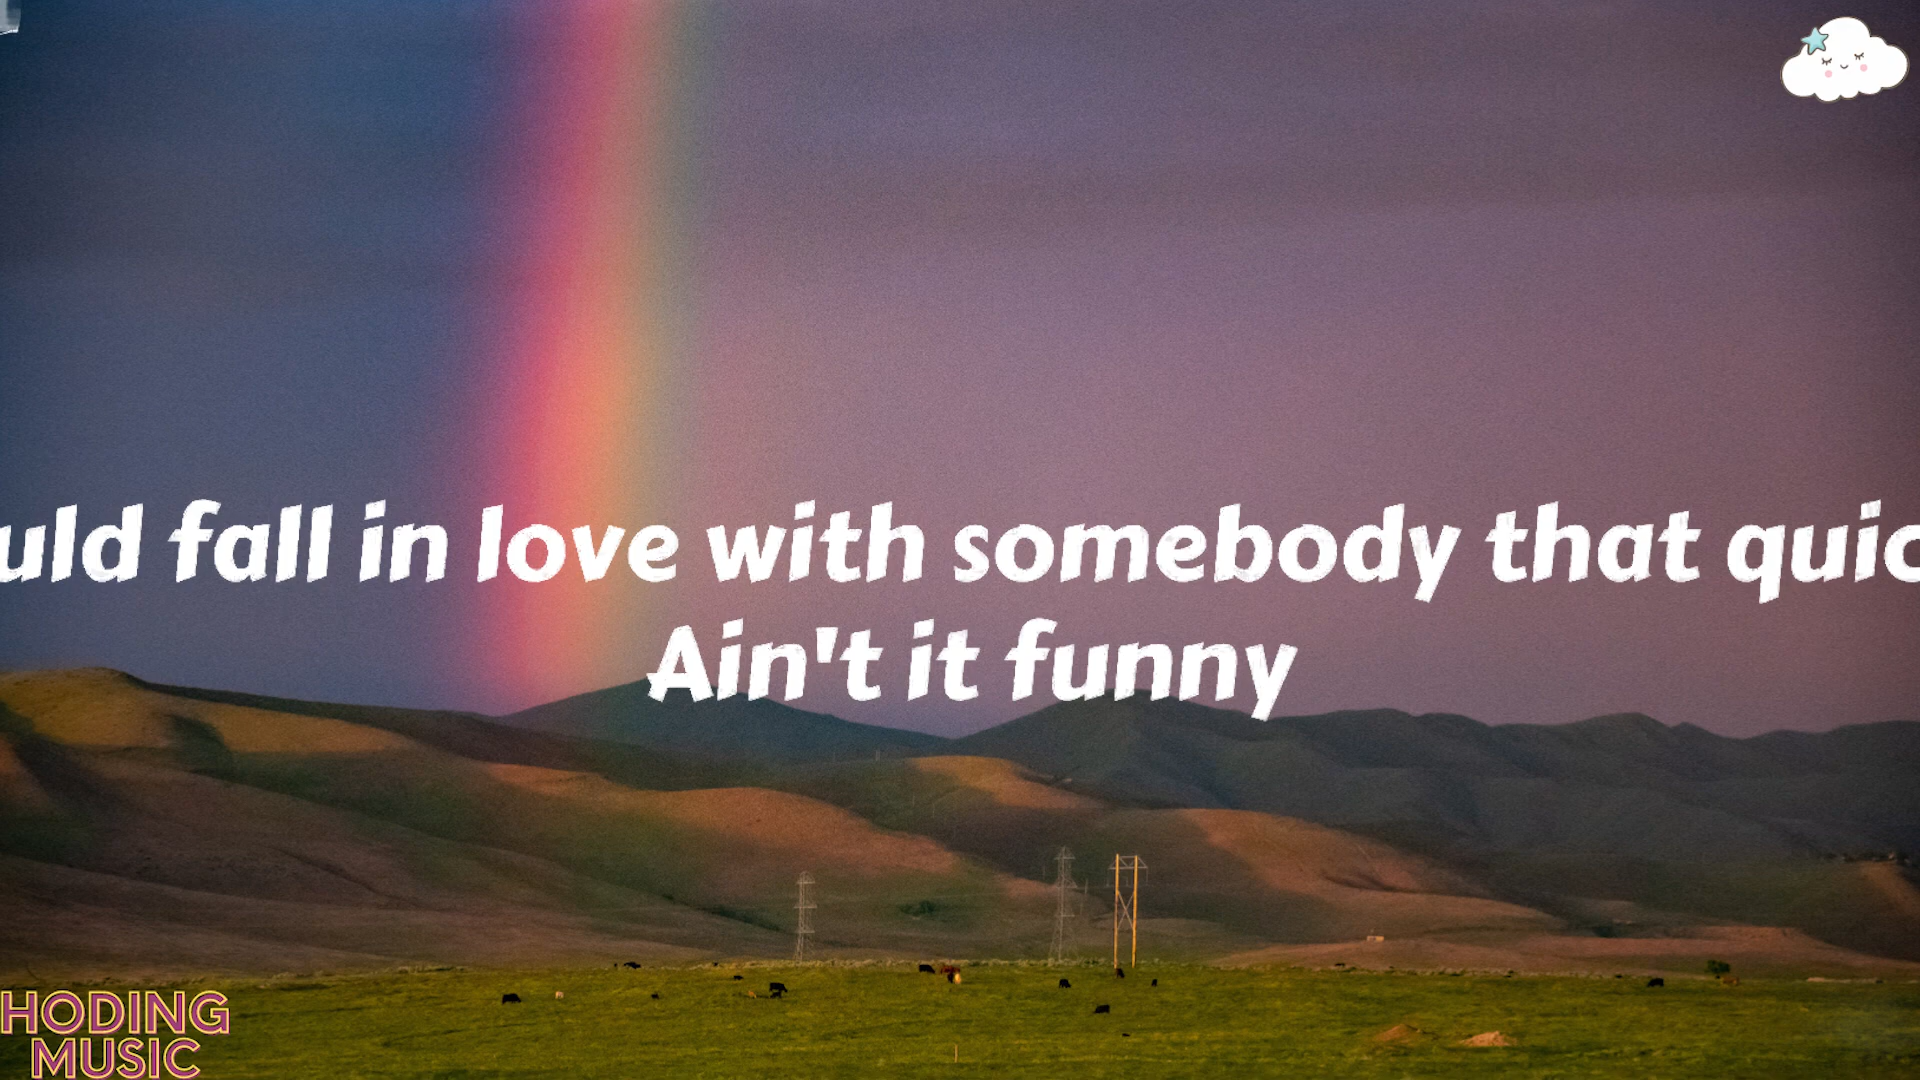 uld fall in love with somebody that quic
Ain't it funny
HODING
MUSIC